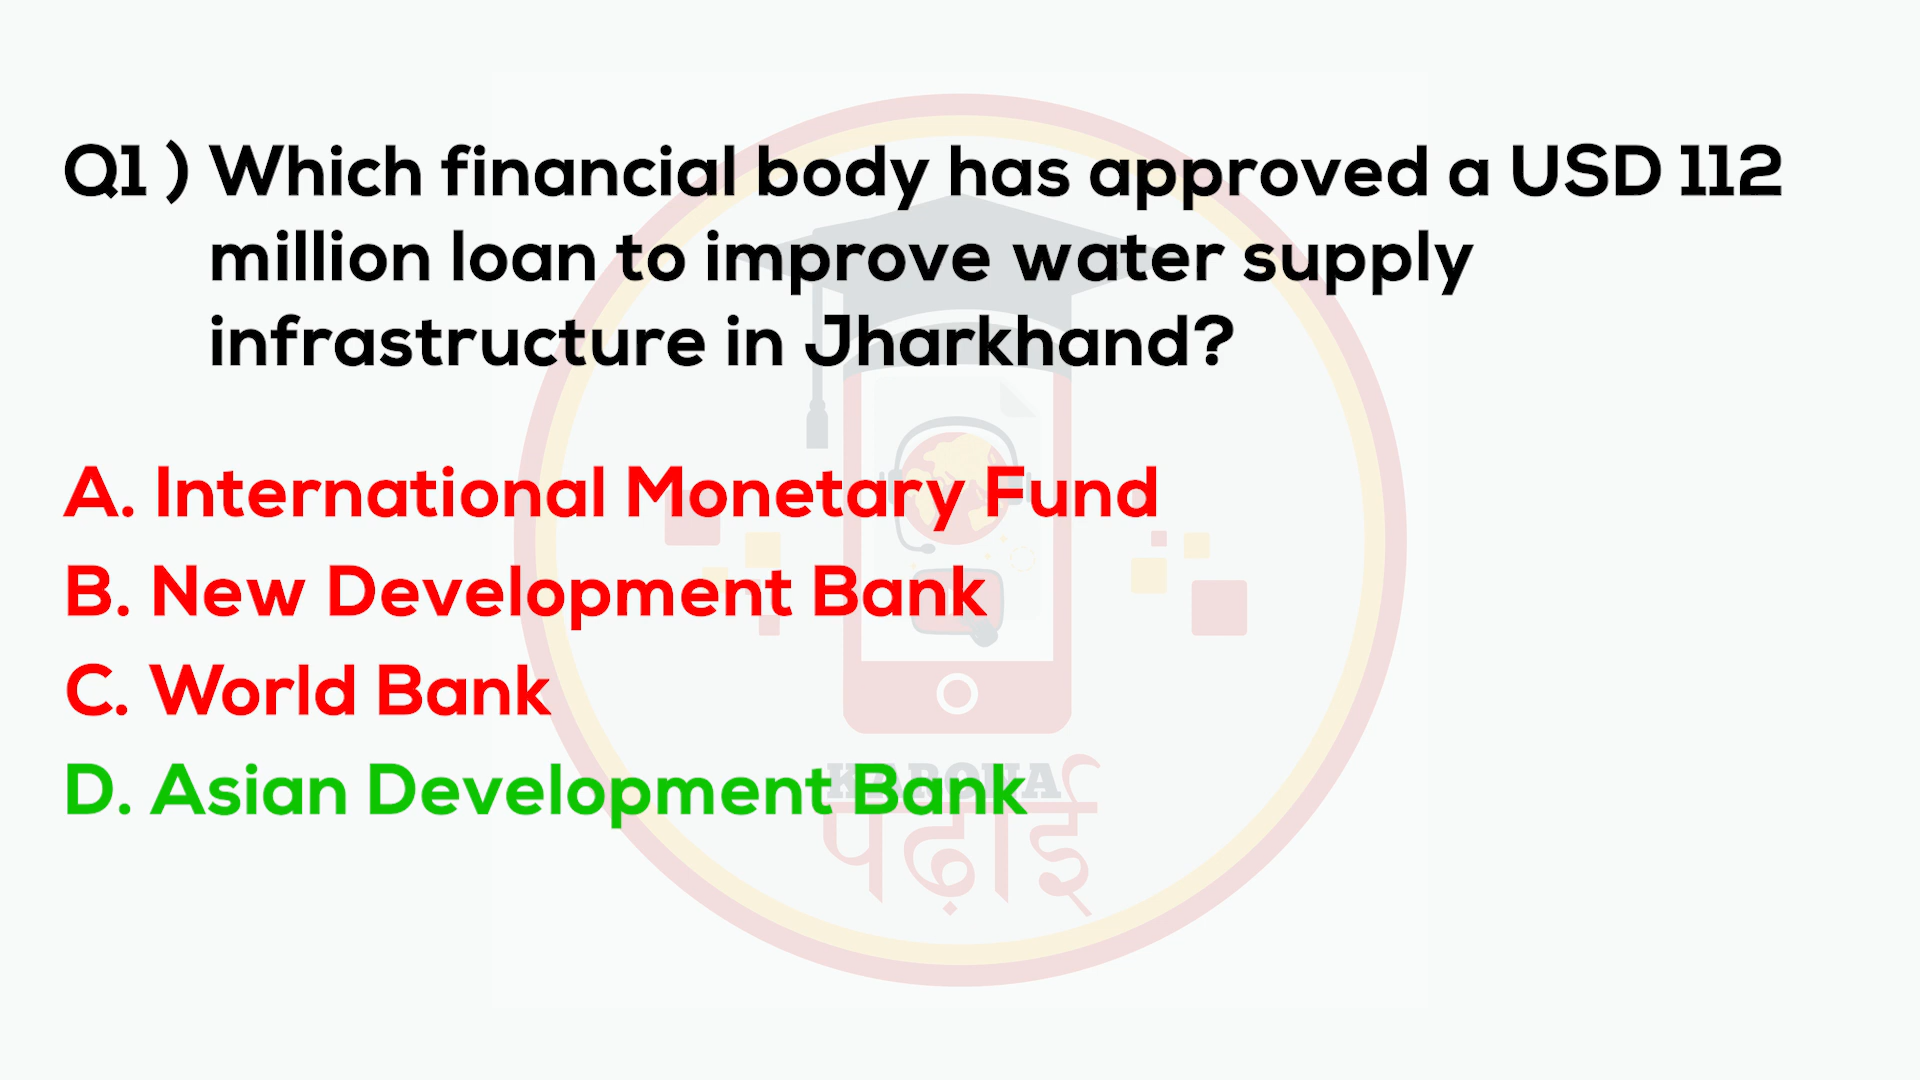 Q1 ) Which financial body has approved a USD 112
million loan to improve water supply
infrastructure in Jharkhand?
A. International Monetary Fund
B. New Development Bank
C. World Bank
D. Asian Development Bank
पढ़ाई